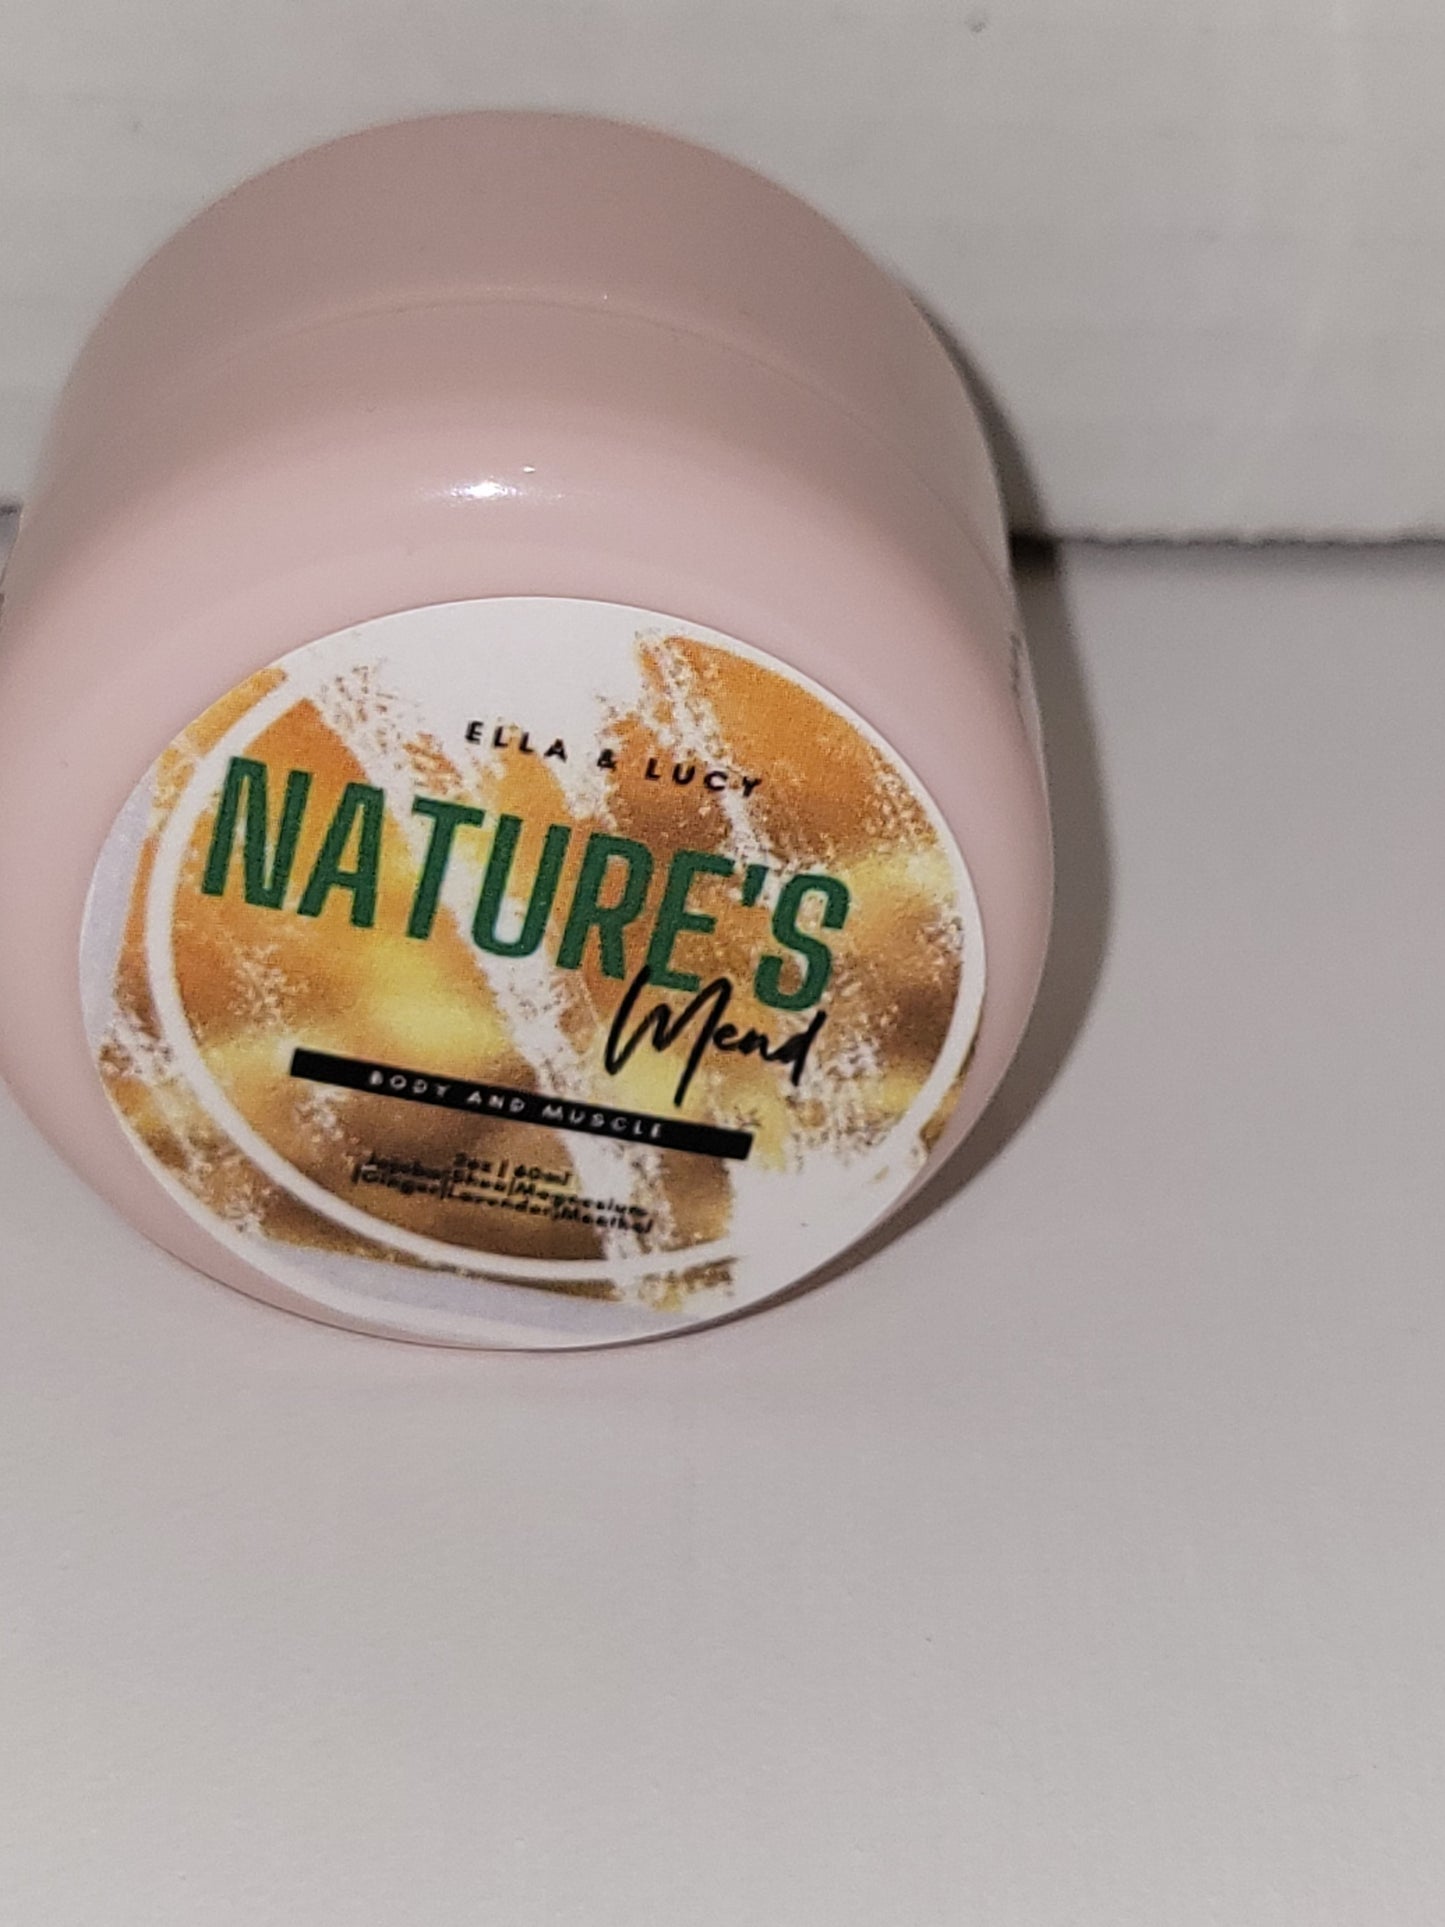 ELLA & LUCY
NATURE'S
Mend
BODY AND MUSCLE
2oz | 60ml
Jojoba|Shea|Magnesium
|Ginger|Lavender|Menthol